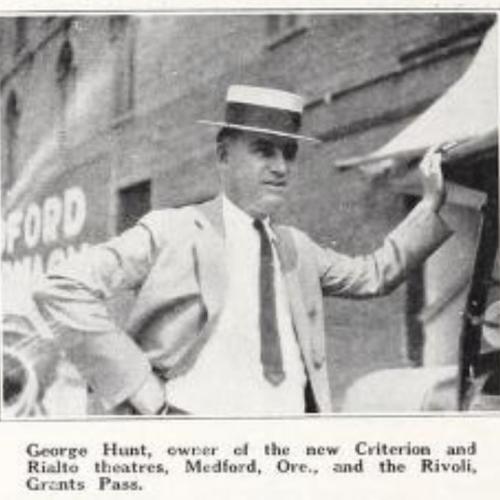 FORD
George Hunt, owner of the new Criterion and
Rialto theatres, Medford, Ore., and the Rivoli,
Grants Pass.